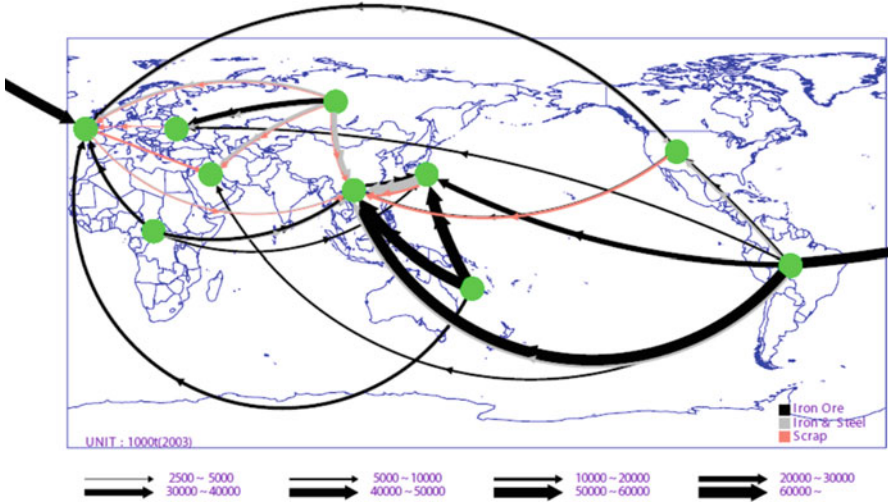 Iron Ore
Iron & Steel
Scrap
UNIT : 1000t(2003)
2500 ~ 5000 5000 ~ 10000 10000 ~ 20000 20000 ~ 30000
30000 ~ 40000 40000 ~ 50000 50000 ~ 60000 60000 ~